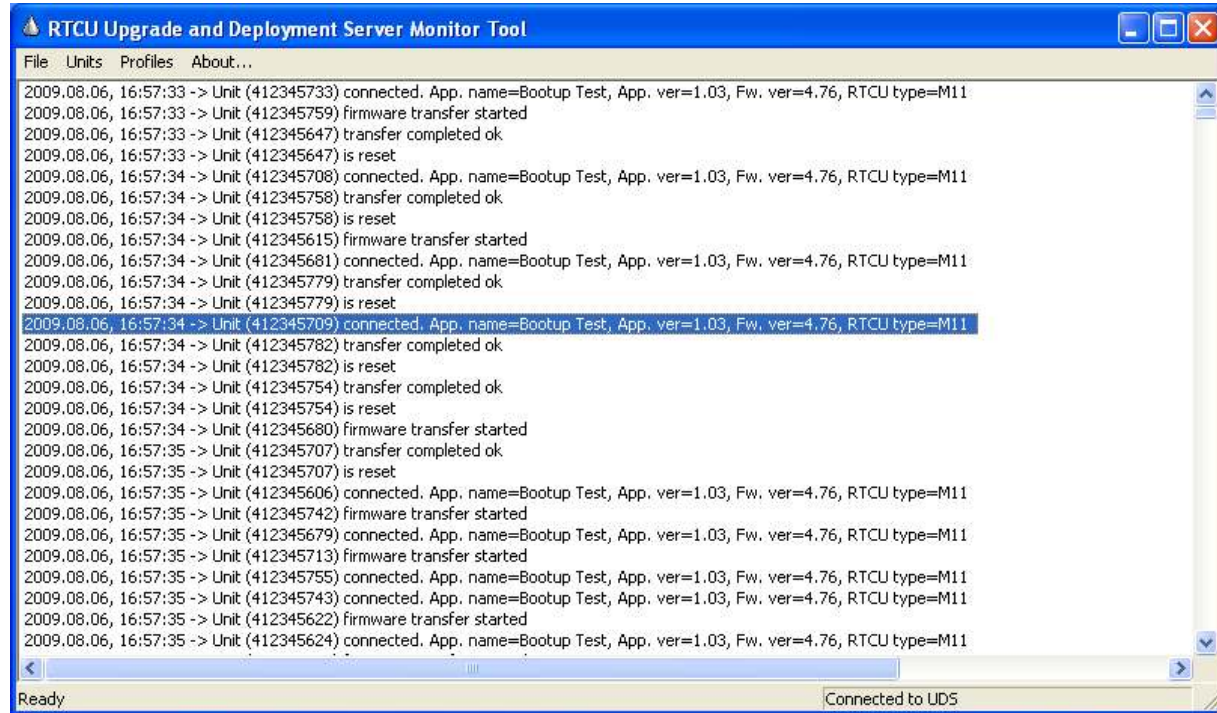 RTCU Upgrade and Deployment Server Monitor Tool
File Units Profiles About...
2009.08.06, 16:57:33 -> Unit (412345733) connected. App. name=Bootup Test, App. ver=1.03, Fw. ver=4.76, RTCU type=M11
2009.08.06, 16:57:33 -> Unit (412345759) firmware transfer started
2009.08.06, 16:57:33 -> Unit (412345647) transfer completed ok
2009.08.06, 16:57:33 -> Unit (412345647) is reset
2009.08.06, 16:57:34 -> Unit (412345708) connected. App. name=Bootup Test, App. ver=1.03, Fw. ver=4.76, RTCU type=M11
2009.08.06, 16:57:34 -> Unit (412345758) transfer completed ok
2009.08.06, 16:57:34 -> Unit (412345758) is reset
2009.08.06, 16:57:34 -> Unit (412345615) firmware transfer started
2009.08.06, 16:57:34 -> Unit (412345681) connected. App. name=Bootup Test, App. ver=1.03, Fw. ver=4.76, RTCU type=M11
2009.08.06, 16:57:34 -> Unit (412345779) transfer completed ok
2009.08.06, 16:57:34 -> Unit (412345779) is reset
2009.08.06, 16:57:34 -> Unit (412345709) connected. App. name=Bootup Test, App. ver=1.03, Fw. ver=4.76, RTCU type=M11
2009.08.06, 16:57:34 -> Unit (412345782) transfer completed ok
2009.08.06, 16:57:34 -> Unit (412345782) is reset
2009.08.06, 16:57:34 -> Unit (412345754) transfer completed ok
2009.08.06, 16:57:34 -> Unit (412345754) is reset
2009.08.06, 16:57:34 -> Unit (412345680) firmware transfer started
2009.08.06, 16:57:35 -> Unit (412345707) transfer completed ok
2009.08.06, 16:57:35 -> Unit (412345707) is reset
2009.08.06, 16:57:35 -> Unit (412345606) connected. App. name=Bootup Test, App. ver=1.03, Fw. ver=4.76, RTCU type=M11
2009.08.06, 16:57:35 -> Unit (412345742) firmware transfer started
2009.08.06, 16:57:35 -> Unit (412345679) connected. App. name=Bootup Test, App. ver=1.03, Fw. ver=4.76, RTCU type=M11
2009.08.06, 16:57:35 -> Unit (412345713) firmware transfer started
2009.08.06, 16:57:35 -> Unit (412345755) connected. App. name=Bootup Test, App. ver=1.03, Fw. ver=4.76, RTCU type=M11
2009.08.06, 16:57:35 -> Unit (412345743) connected. App. name=Bootup Test, App. ver=1.03, Fw. ver=4.76, RTCU type=M11
2009.08.06, 16:57:35 -> Unit (412345622) firmware transfer started
2009.08.06, 16:57:35 -> Unit (412345624) connected. App. name=Bootup Test, App. ver=1.03, Fw. ver=4.76, RTCU type=M11
Ready Connected to UDS